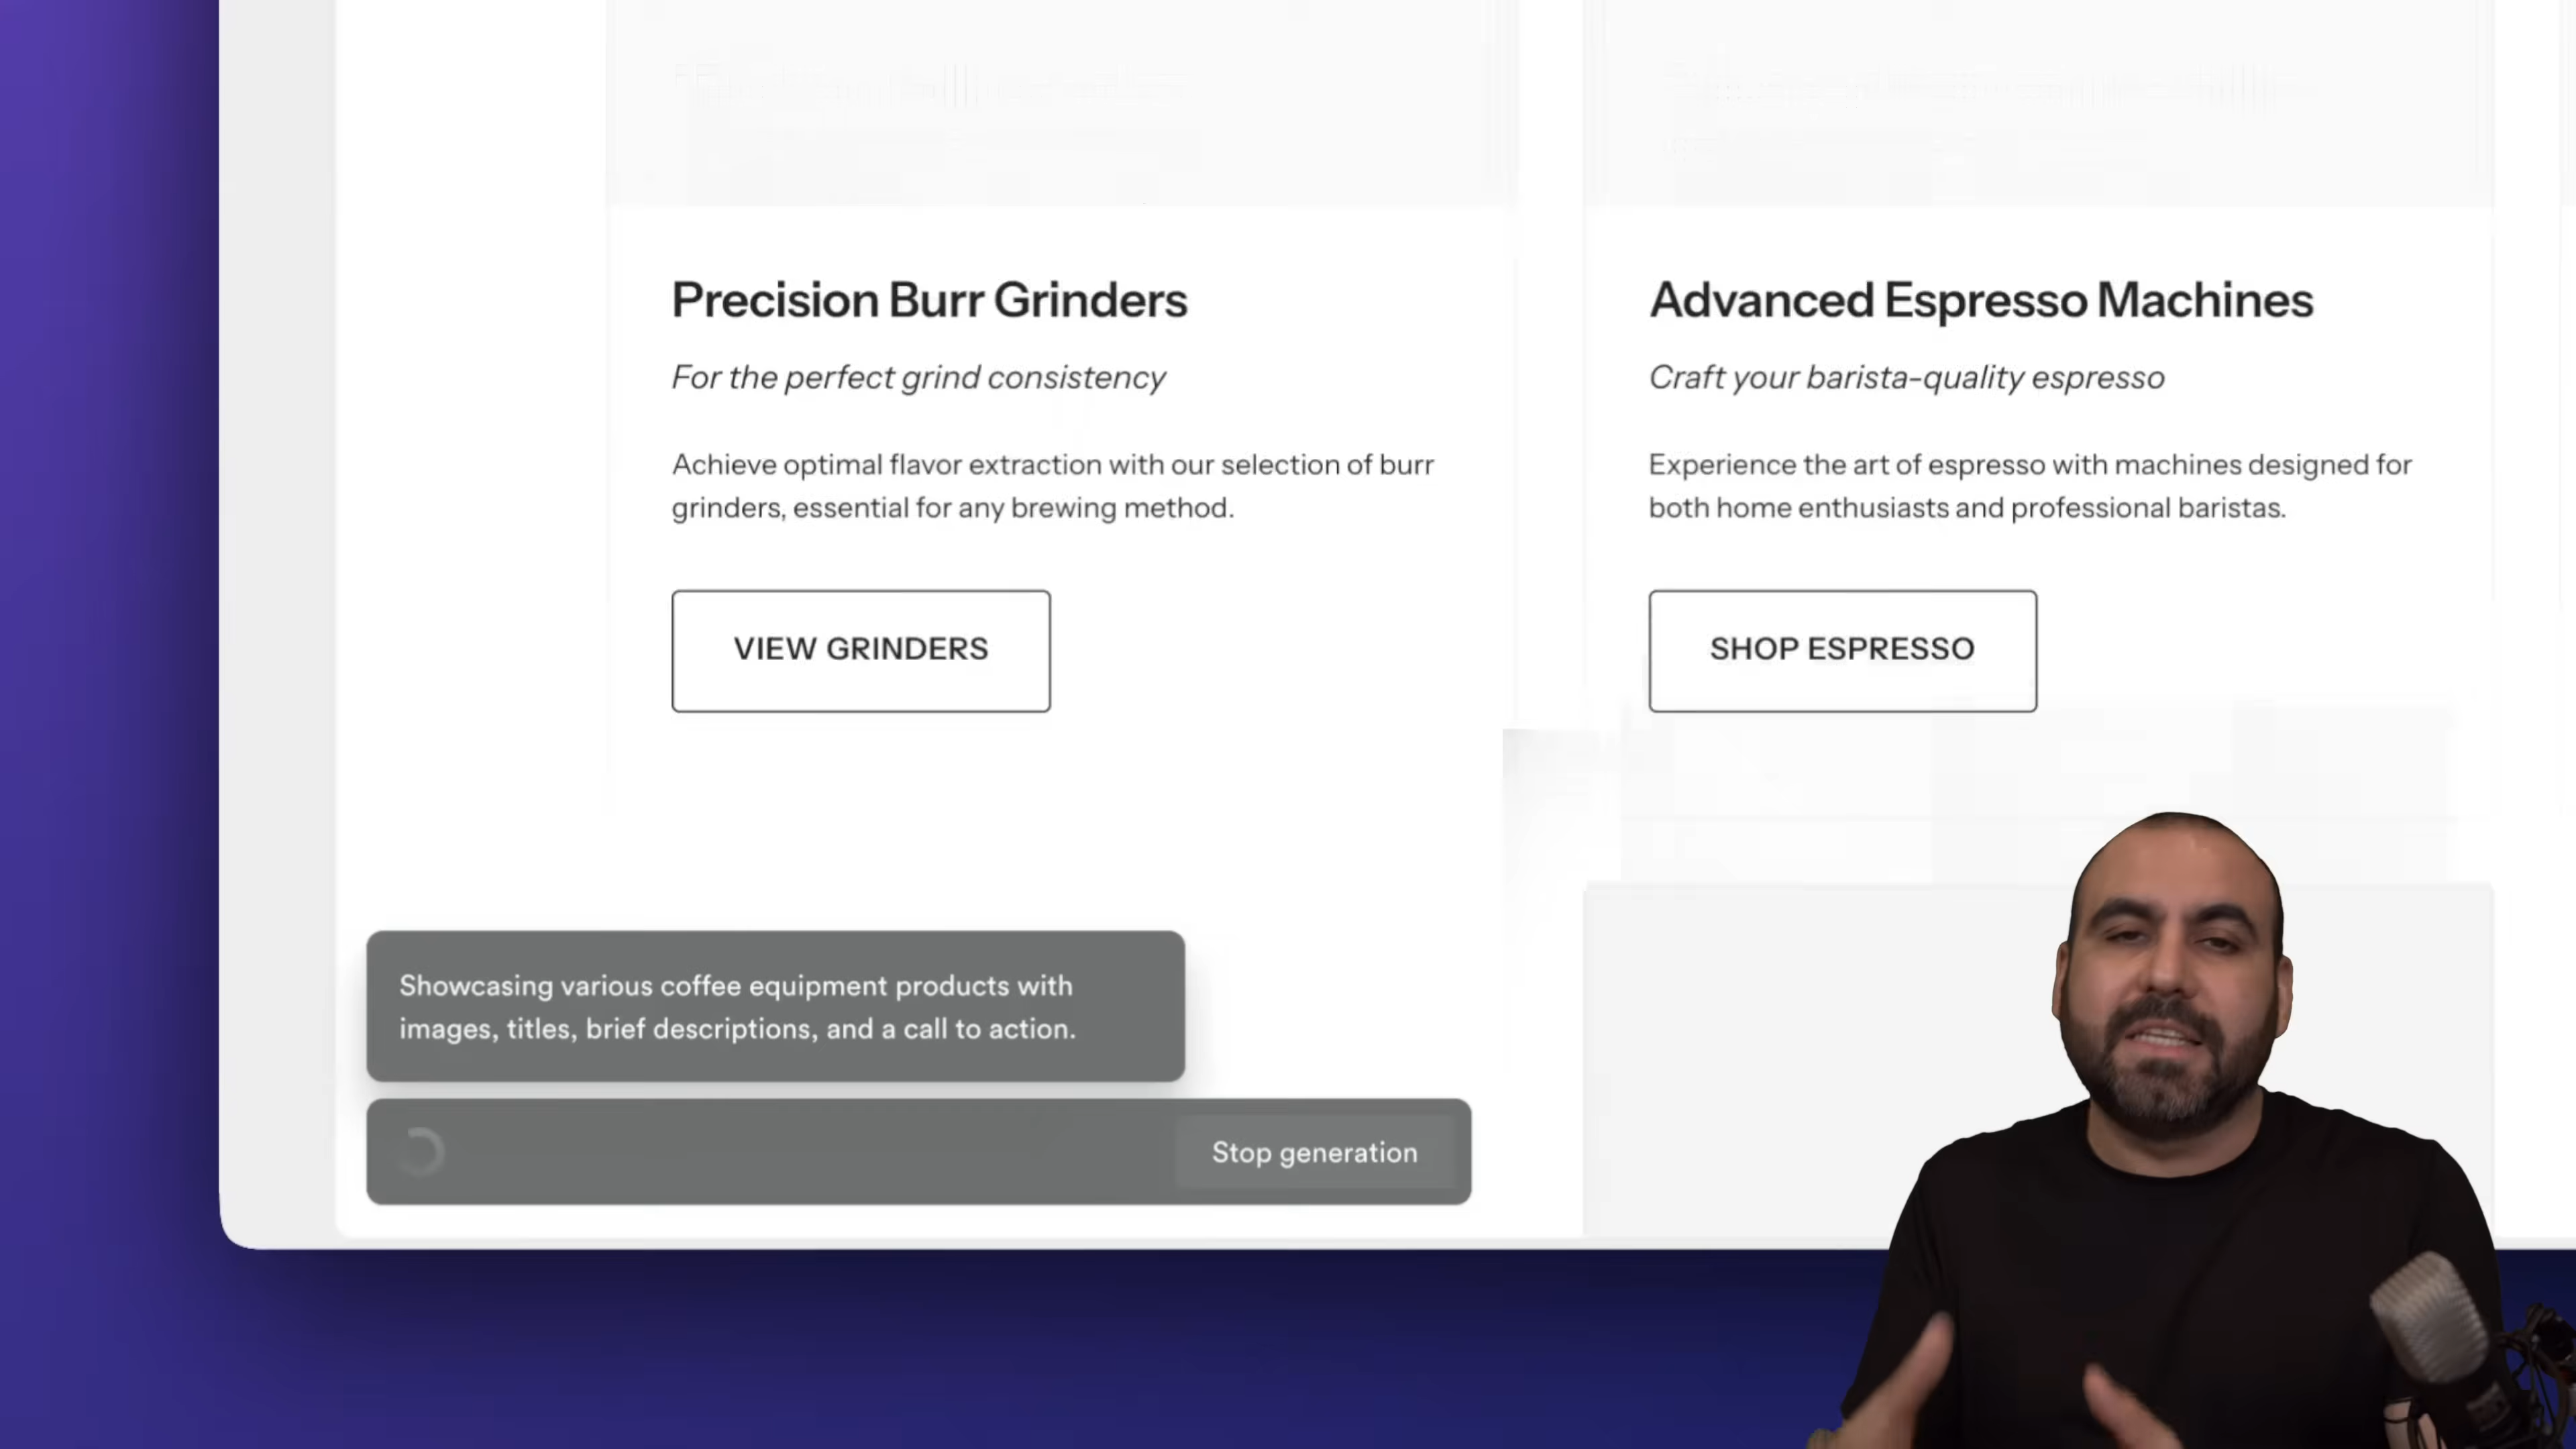 Precision Burr Grinders
For the perfect grind consistency
Achieve optimal flavor extraction with our selection of burr
grinders, essential for any brewing method.
VIEW GRINDERS
Advanced Espresso Machines
Craft your barista-quality espresso
Experience the art of espresso with machines designed for
both home enthusiasts and professional baristas.
SHOP ESPRESSO
Showcasing various coffee equipment products with
images, titles, brief descriptions, and a call to action.
Stop generation